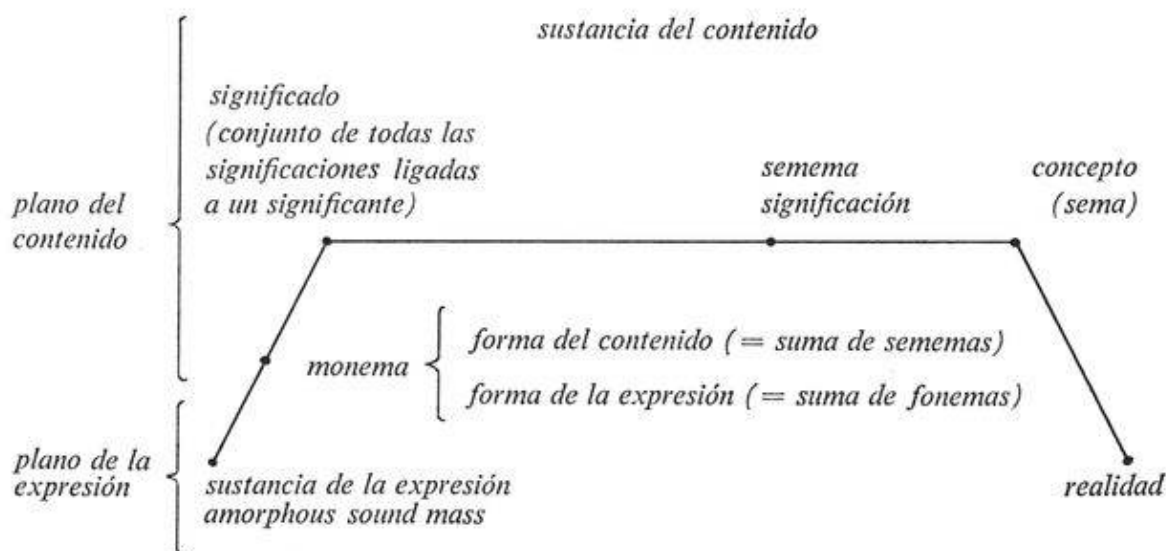 sustancia del contenido
significado
(conjunto de todas las
significaciones ligadas
a un significante)
semema
significación
concepto
(sema)
plano del
contenido
monema
forma del contenido (= suma de sememas)
forma de la expresión (= suma de fonemas)
plano de la
expresión
sustancia de la expresión
amorphous sound mass
realidad